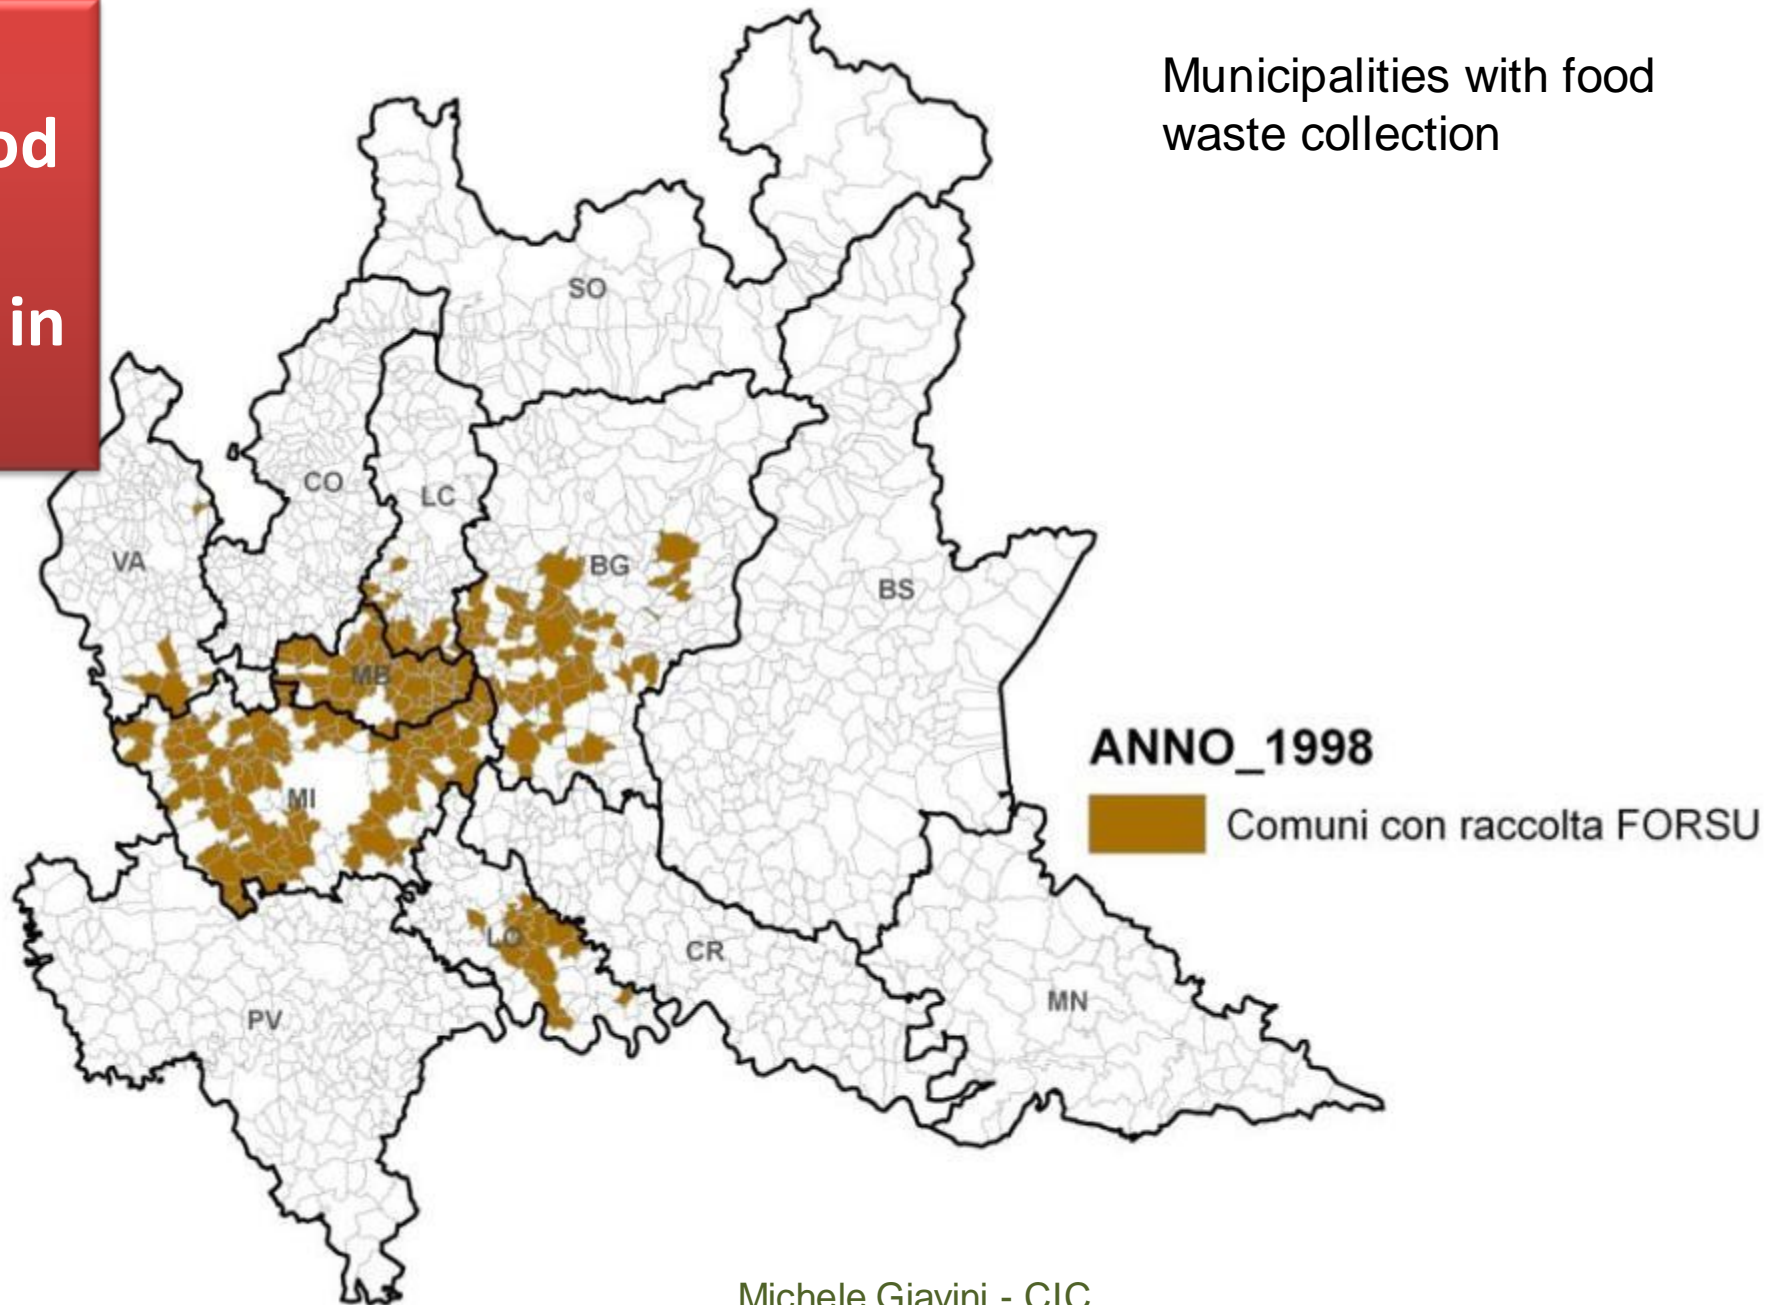 od
in
Municipalities with food
waste collection
SO
CO
LC
VA
BG
BS
MB
MI
LO
CR
PV
MN
ANNO_1998
Comuni con raccolta FORSU
Michele Giavini - CIC